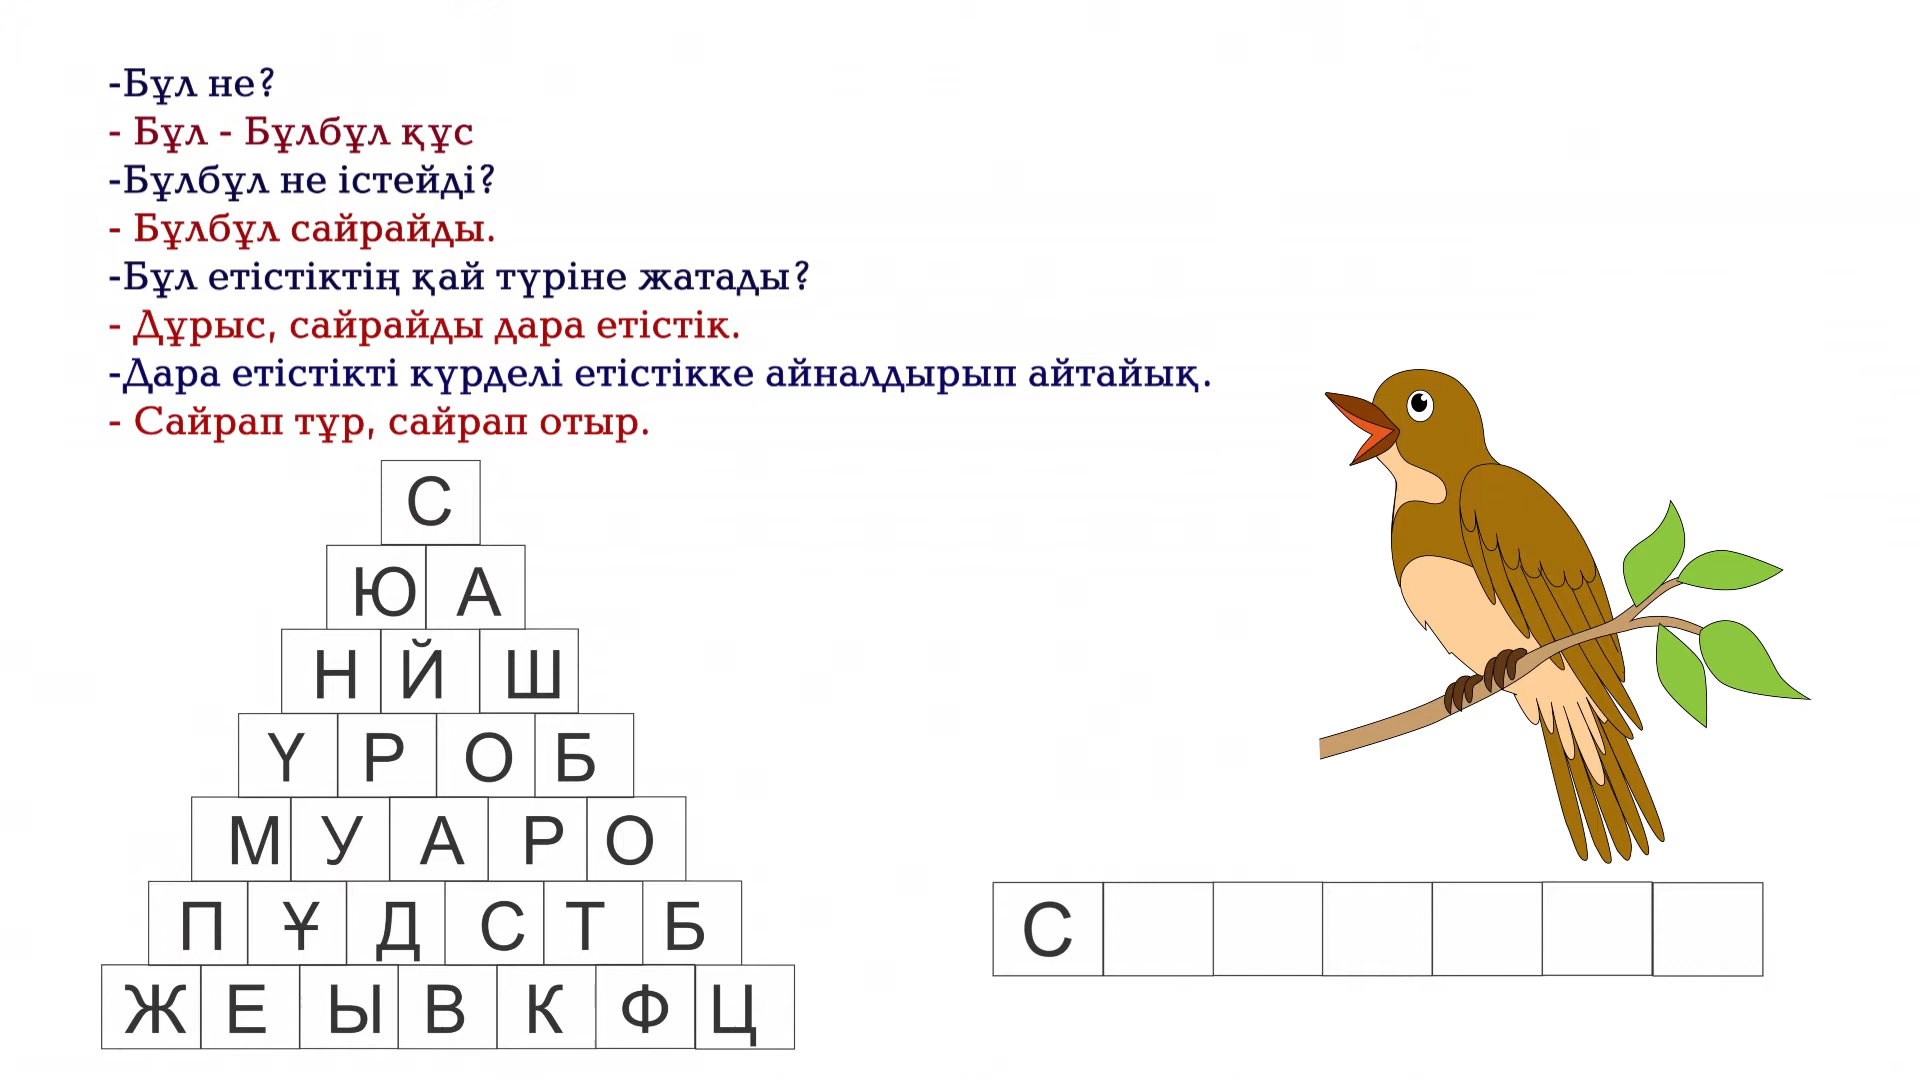 -Бұл не?
- Бұл - Бұлбұл құс
-Бұлбұл не істейді?
- Бұлбұл сайрайды.
-Бұл етістіктің қай түріне жатады?
- Дұрыс, сайрайды дара етістік.
-Дара етістікті күрделі етістікке айналдырып айтайық.
- Сайрап тұр, сайрап отыр.
С
Ю А
Н Й Ш
Ү Р О Б
М У А Р О
П Ұ Д С Т Б
Ж Е Ы В К Ф Ц
С